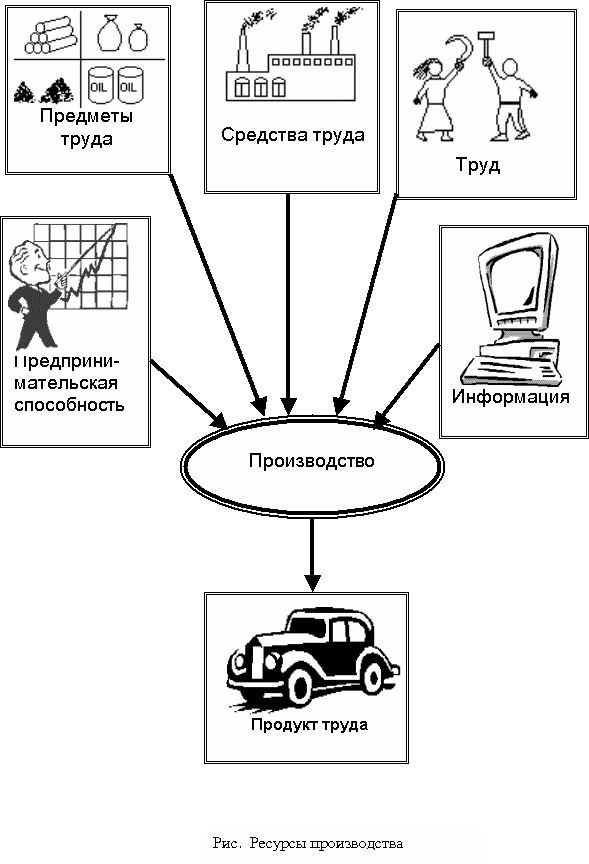 OIL OIL
Предметы
труда
Средства труда
Труд
Предприни-
мательская
способность
Информация
Производство
Продукт труда
Рис. Ресурсы производства